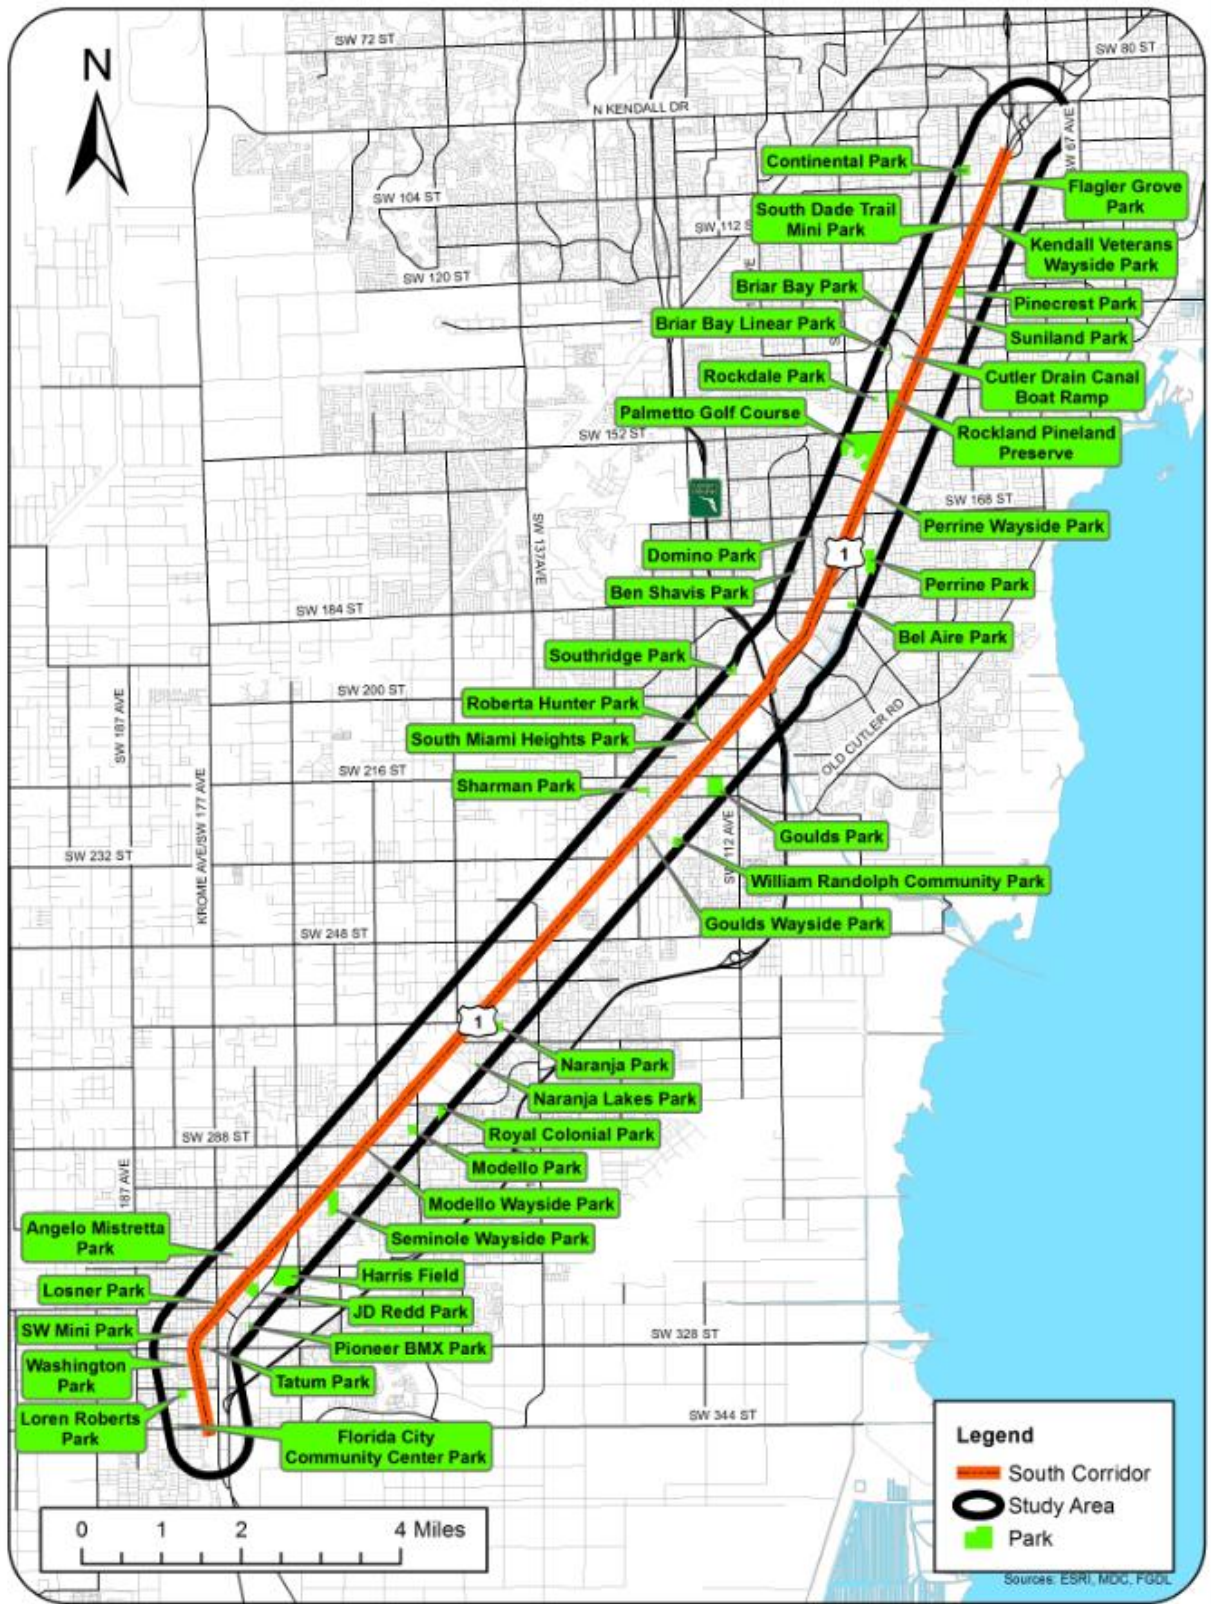 SW 72 ST
SW 80 ST
N
N KENDALL DR
SW 67 AVE
Continental Park
SW 104 ST
Flagler Grove
Park
South Dade Trail
Mini Park
SW 112 S
Kendall Veterans
Wayside Park
SW 120 ST
Briar Bay Park
Pinecrest Park
Briar Bay Linear Park
Suniland Park
Rockdale Park
Cutler Drain Canal
Boat Ramp
Palmetto Golf Course
SW 152 ST
Rockland Pineland
Preserve
SW 168 ST
Perrine Wayside Park
SW 137AVE
Domino Park
1
Ben Shavis Park
Perrine Park
SW 184 ST
Bel Aire Park
Southridge Park
SW 200 ST
SW 187 AVE
Roberta Hunter Park
OLD CUTLER RD
South Miami Heights Park
SW 216 ST
Sharman Park
KROME AVE/SW 177 AVE
Goulds Park
SW 112 AVE
SW 232 ST
William Randolph Community Park
Goulds Wayside Park
SW 248 ST
1
Naranja Park
Naranja Lakes Park
SW 288 ST
Royal Colonial Park
Modello Park
187 AVE
Modello Wayside Park
Angelo Mistretta
Park
Seminole Wayside Park
Harris Field
Losner Park
JD Redd Park
SW Mini Park
Pioneer BMX Park
SW 328 ST
Washington
Park
Tatum Park
Loren Roberts
Park
SW 344 ST
Florida City
Community Center Park
Legend
South Corridor
Study Area
Park
0 1 2 4 Miles
Sources: ESRI, MDC, FGDL